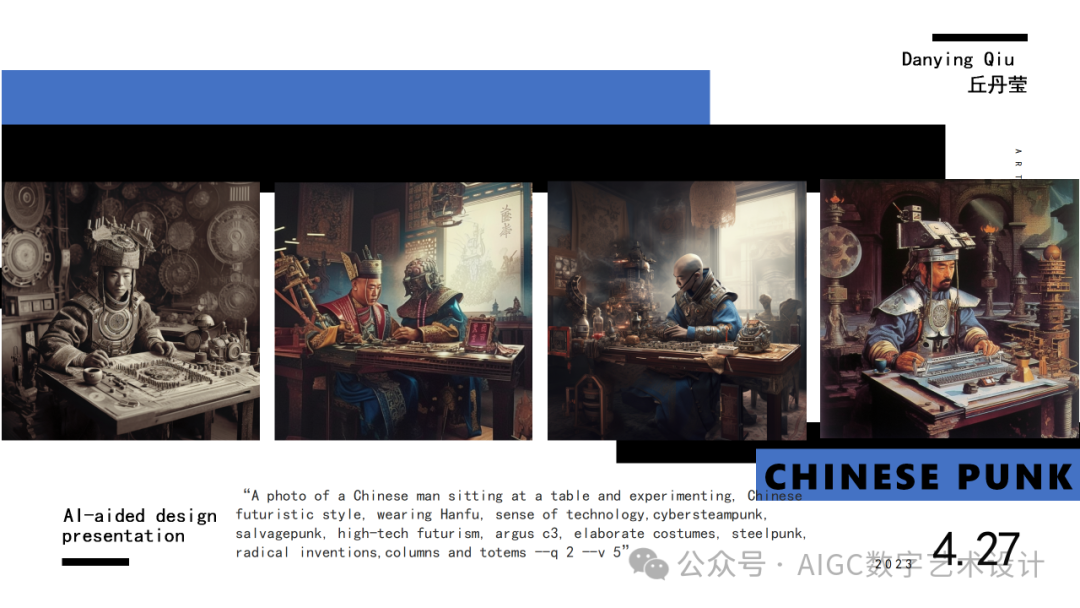 Danying Qiu
丘丹莹
ART
CHINESE PUNK
AI-aided design
presentation
“A photo of a Chinese man sitting at a table and experimenting, Chinese
futuristic style, wearing Hanfu, sense of technology,cybersteampunk,
salvagepunk, high-tech futurism, argus c3, elaborate costumes, steelpunk,
radical inventions,columns and totems --q 2 --v 5”
2023
4.27
公众号· AIGC数字艺术设计